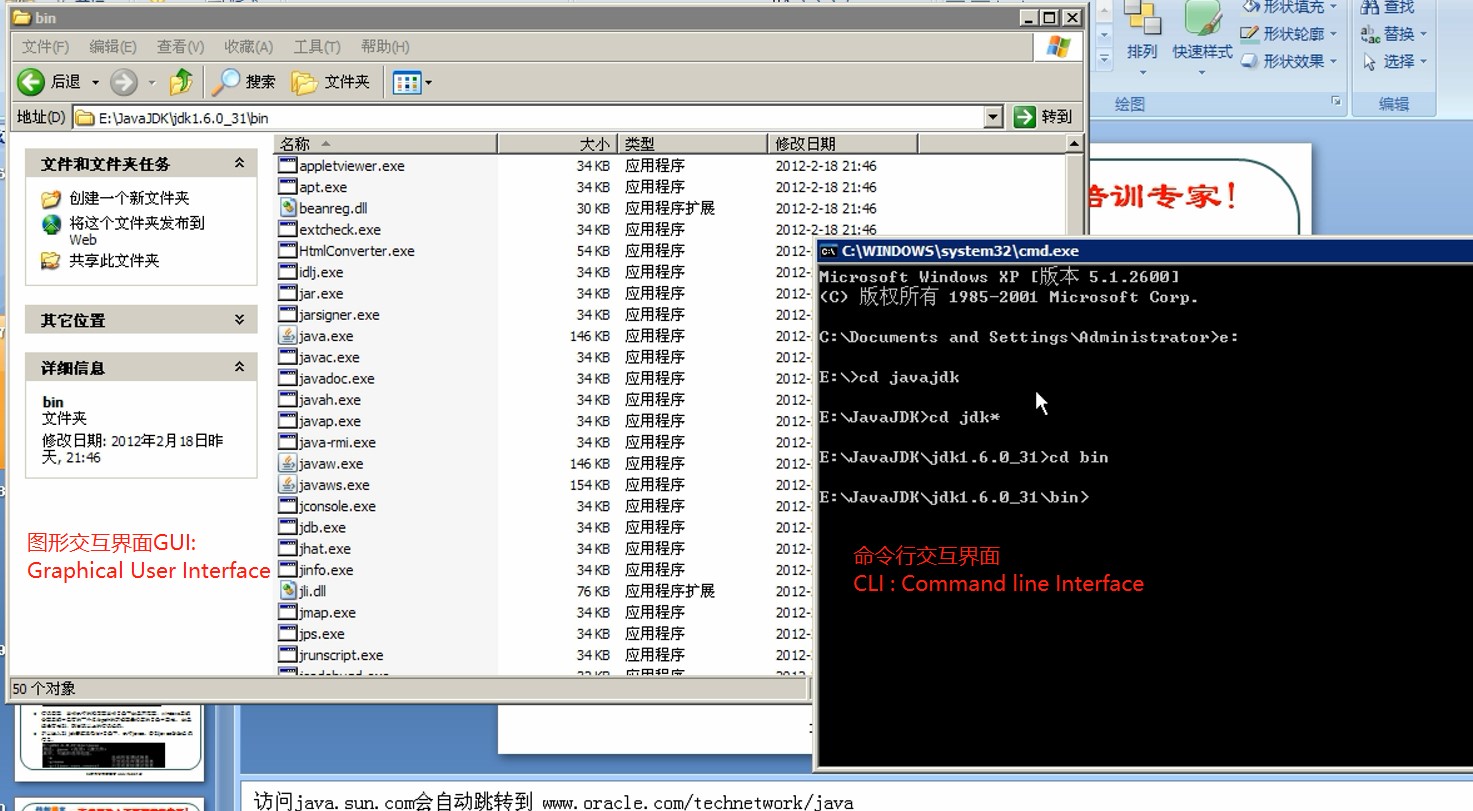 bin
文件(F) 编辑(E) 查看(V) 收藏(A) 工具(T) 帮助(H)
后退 搜索 文件夹
地址(D) E:\JavaJDK\jdk1.6.0_31\bin 转到
文件和文件夹任务
创建一个新文件夹
将这个文件夹发布到
Web
共享此文件夹
其它位置
详细信息
bin
文件夹
修改日期: 2012年2月18日昨
天, 21:46
图形交互界面GUI:
Graphical User Interface
名称 大小 类型 修改日期
appletviewer.exe 34 KB 应用程序 2012-2-18 21:46
apt.exe 34 KB 应用程序 2012-2-18 21:46
beanreg.dll 30 KB 应用程序扩展 2012-2-18 21:46
extcheck.exe 34 KB 应用程序 2012-2-18 21:46
HtmlConverter.exe 54 KB 应用程序 2012-
idlj.exe 34 KB 应用程序 2012-
jar.exe 34 KB 应用程序 2012-
jarsigner.exe 34 KB 应用程序 2012-
java.exe 146 KB 应用程序 2012-
javac.exe 34 KB 应用程序 2012-
javadoc.exe 34 KB 应用程序 2012-
javah.exe 34 KB 应用程序 2012-
javap.exe 34 KB 应用程序 2012-
java-rmi.exe 34 KB 应用程序 2012-
javaw.exe 146 KB 应用程序 2012-
javaws.exe 154 KB 应用程序 2012-
jconsole.exe 34 KB 应用程序 2012-
jdb.exe 34 KB 应用程序 2012-
jhat.exe 34 KB 应用程序 2012-
jinfo.exe 34 KB 应用程序 2012-
jli.dll 76 KB 应用程序扩展 2012-
jmap.exe 34 KB 应用程序 2012-
jps.exe 34 KB 应用程序 2012-
jrunscript.exe 34 KB 应用程序 2012-
50 个对象
形状填充 查找
排列 快速样式 形状轮廓 替换
形状效果 选择
绘图 编辑
训专家!
C:\WINDOWS\system32\cmd.exe
Microsoft Windows XP [版本 5.1.2600]
(C) 版权所有 1985-2001 Microsoft Corp.
C:\Documents and Settings\Administrator>e:
E:\>cd javajdk
E:\JavaJDK>cd jdk*
E:\JavaJDK\jdk1.6.0_31>cd bin
E:\JavaJDK\jdk1.6.0_31\bin>
命令行交互界面
CLI : Command line Interface
访问java.sun.com会自动跳转到 www.oracle.com/technetwork/java